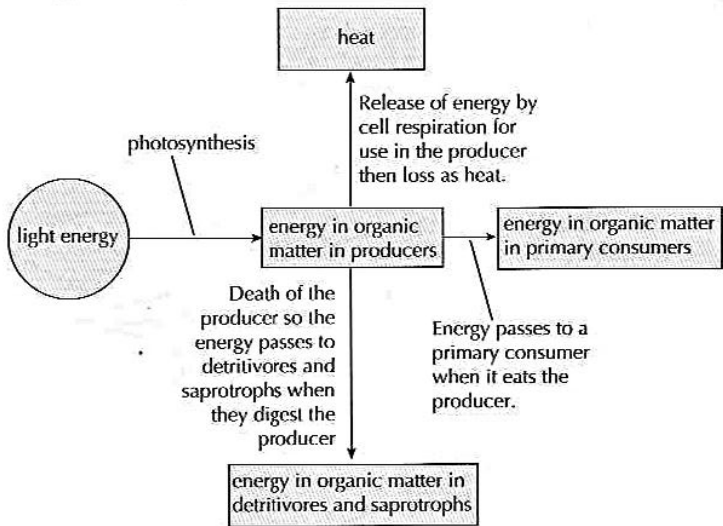 heat
Release of energy by
cell respiration for
use in the producer
then loss as heat.
photosynthesis
light energy
energy in organic
matter in producers
energy in organic matter
in primary consumers
Death of the
producer so the
energy passes to
detritivores and
saprotrophs when
they digest the
producer
Energy passes to a
primary consumer
when it eats the
producer.
energy in organic matter in
detritivores and saprotrophs